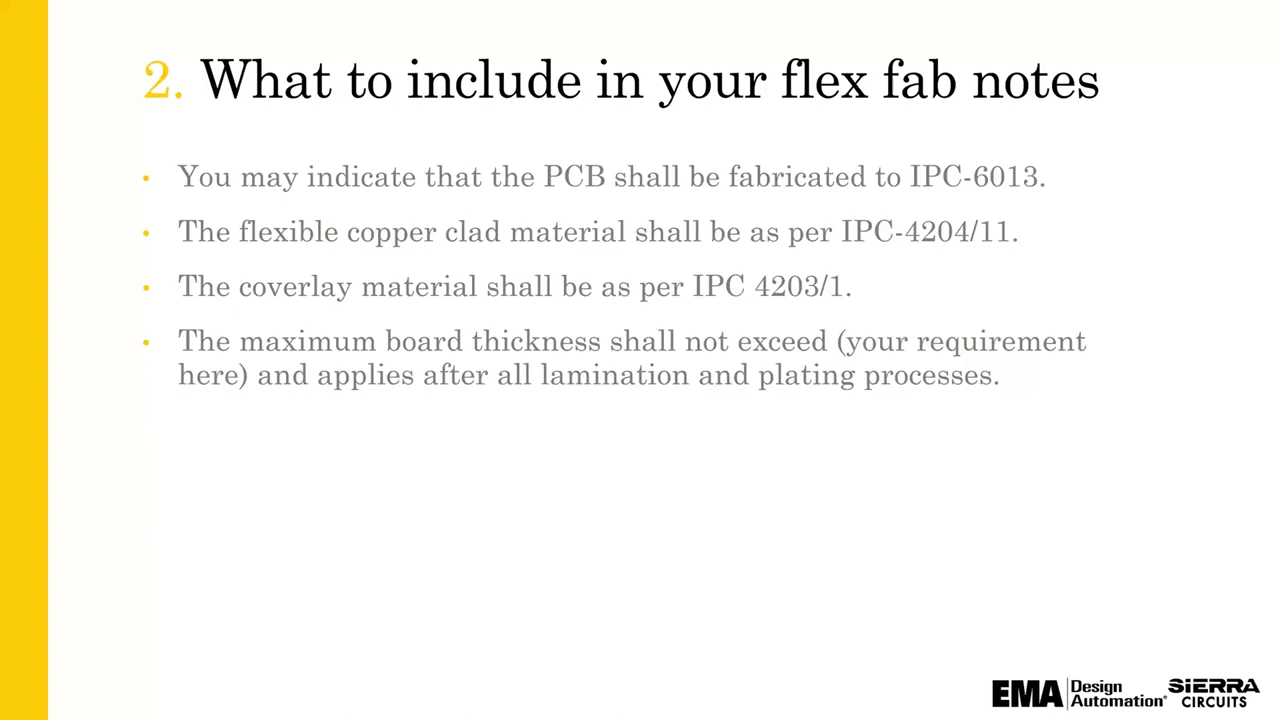 2. What to include in your flex fab notes
• You may indicate that the PCB shall be fabricated to IPC-6013.
• The flexible copper clad material shall be as per IPC-4204/11.
• The coverlay material shall be as per IPC 4203/1.
• The maximum board thickness shall not exceed (your requirement
here) and applies after all lamination and plating processes.
EMA Design
Automation®
SIERRA
CIRCUITS